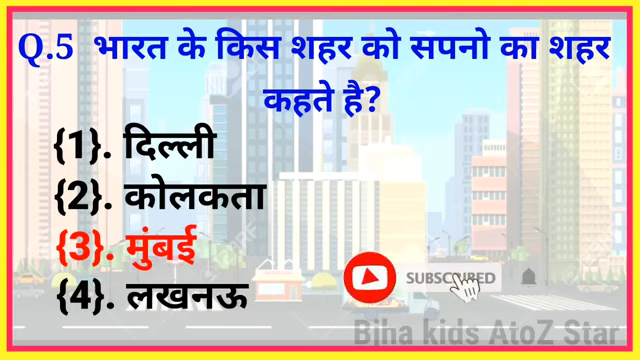 Q.5 भारत के किस शहर को सपनो का शहर
कहते है?
{1}. दिल्ली
{2}. कोलकता
{3}. मुंबई
{4}. लखनऊ
SUBSCRIBED
Bjha kids AtoZ Star